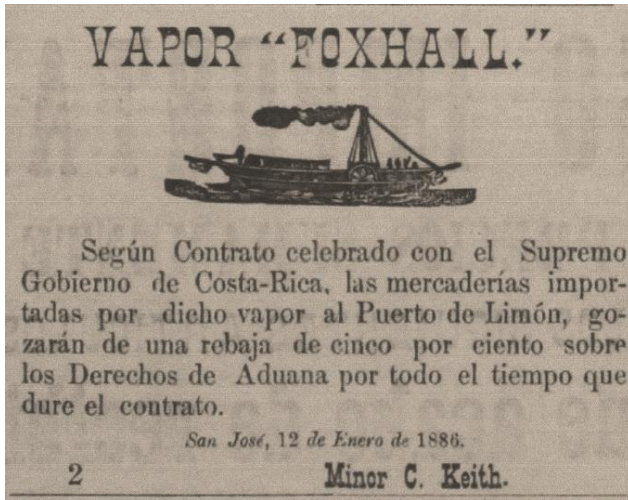 VAPOR “FOXHALL.”
Según Contrato celebrado con el Supremo
Gobierno de Costa-Rica, las mercaderías impor-
tadas por dicho vapor al Puerto de Limón, go-
zarán de una rebaja de cinco por ciento sobre
los Derechos de Aduana por todo el tiempo que
dure el contrato.
San José, 12 de Enero de 1886.
2 Minor C. Keith.